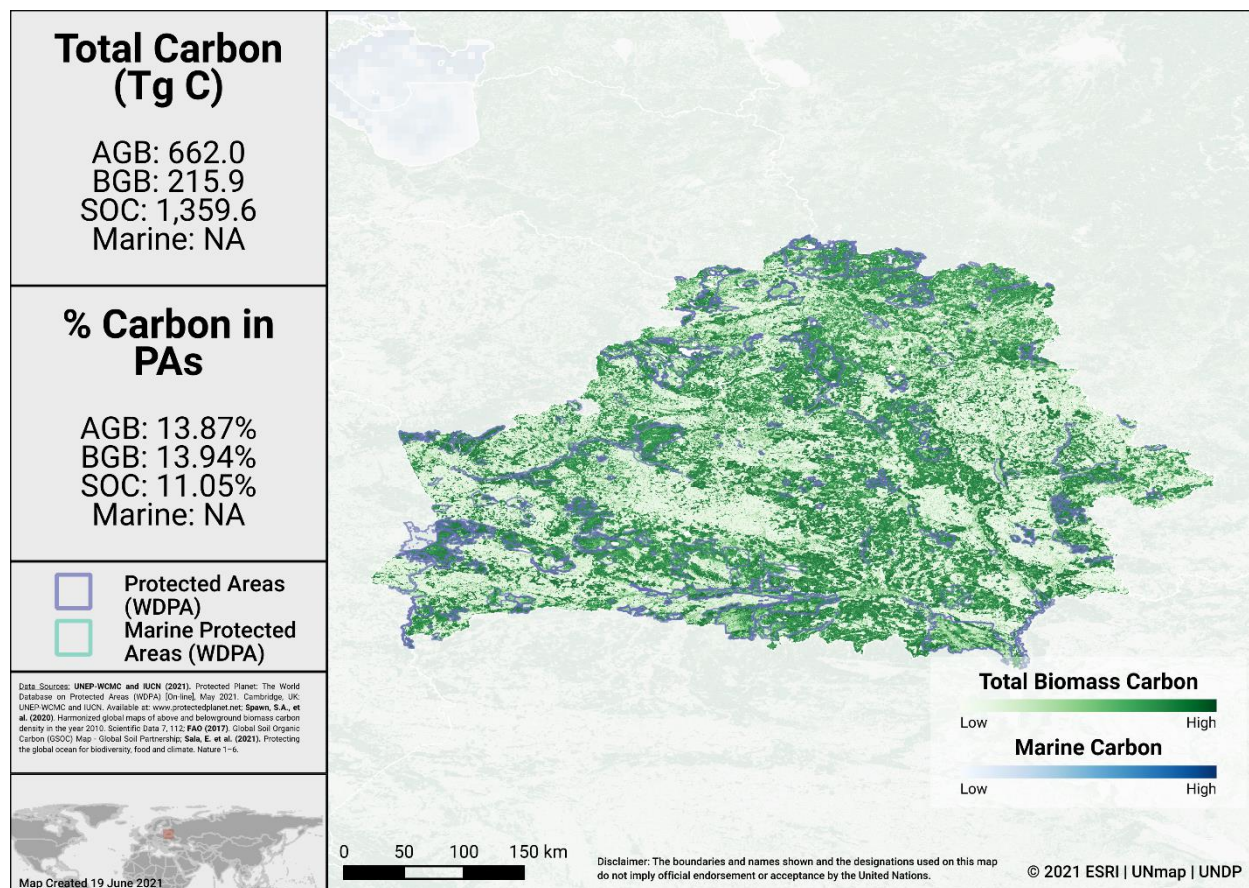 Total Carbon
(Tg C)
AGB: 662.0
BGB: 215.9
SOC: 1,359.6
Marine: NA
% Carbon in
PAs
AGB: 13.87%
BGB: 13.94%
SOC: 11.05%
Marine: NA
Protected Areas
(WDPA)
Marine Protected
Areas (WDPA)
Data Sources: UNEP-WCMC and IUCN (2021). Protected Planet: The World
Database on Protected Areas (WDPA) [On-line], May 2021. Cambridge, UK:
UNEP-WCMC and IUCN. Available at: www.protectedplanet.net; Spawn, S.A., et
al. (2020). Harmonized global maps of above and belowground biomass carbon
density in the year 2010. Scientific Data 7, 112; FAO (2017). Global Soil Organic
Carbon (GSOC) Map - Global Soil Partnership; Sala, E. et al. (2021). Protecting
the global ocean for biodiversity, food and climate. Nature 1–6.
Map Created 19 June 2021
Total Biomass Carbon
Low High
Marine Carbon
Low High
0 50 100 150 km
Disclaimer: The boundaries and names shown and the designations used on this map
do not imply official endorsement or acceptance by the United Nations.
© 2021 ESRI | UNmap | UNDP